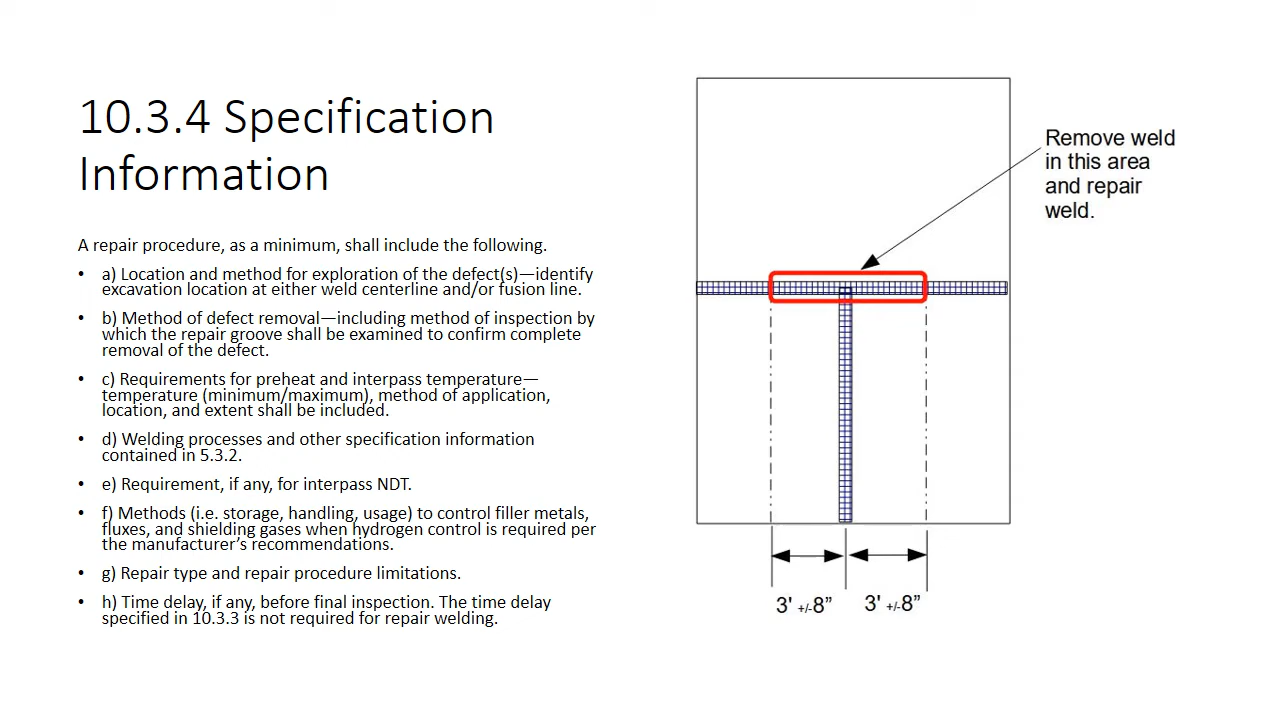 10.3.4 Specification
Information
A repair procedure, as a minimum, shall include the following.
• a) Location and method for exploration of the defect(s)—identify
excavation location at either weld centerline and/or fusion line.
• b) Method of defect removal—including method of inspection by
which the repair groove shall be examined to confirm complete
removal of the defect.
• c) Requirements for preheat and interpass temperature—
temperature (minimum/maximum), method of application,
location, and extent shall be included.
• d) Welding processes and other specification information
contained in 5.3.2.
• e) Requirement, if any, for interpass NDT.
• f) Methods (i.e. storage, handling, usage) to control filler metals,
fluxes, and shielding gases when hydrogen control is required per
the manufacturer’s recommendations.
• g) Repair type and repair procedure limitations.
• h) Time delay, if any, before final inspection. The time delay
specified in 10.3.3 is not required for repair welding.
Remove weld
in this area
and repair
weld.
3' +/-8” 3' +/-8”